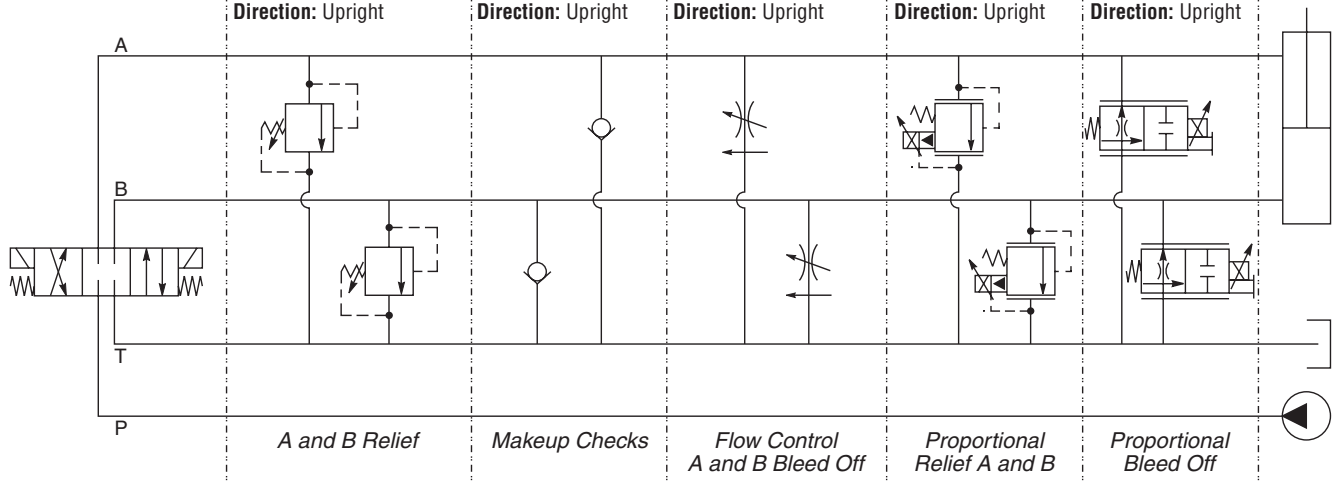 Direction: Upright
Direction: Upright
Direction: Upright
Direction: Upright
Direction: Upright
A
B
T
P
A and B Relief
Makeup Checks
Flow Control
A and B Bleed Off
Proportional
Relief A and B
Proportional
Bleed Off